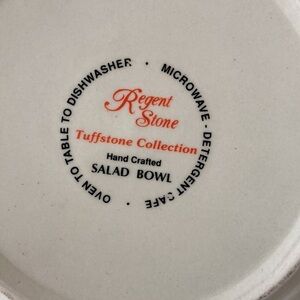 OVEN TO TABLE TO DISHWASHER • MICROWAVE - DETERGENT SAFE •
Regent
Stone
Tuffstone Collection
Hand Crafted
SALAD BOWL